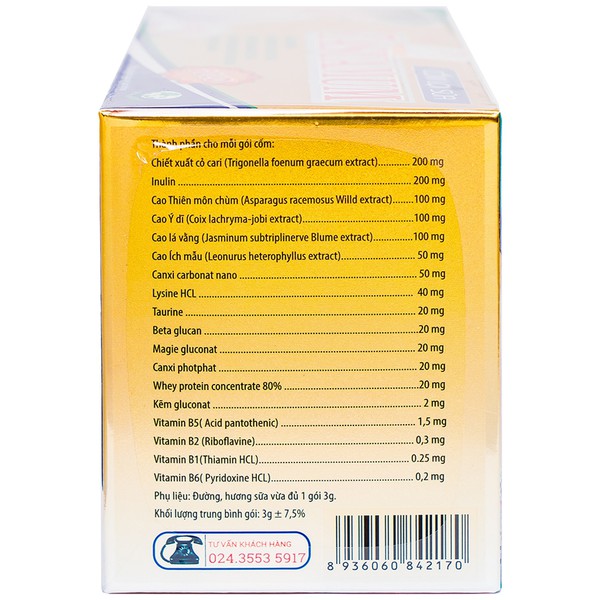 Thành phần cho mỗi gói cốm:
Chiết xuất cỏ cari (Trigonella foenum graecum extract)............ 200 mg
Inulin ........................................................................ 200 mg
Cao Thiên môn chùm (Asparagus racemosus Willd extract)......100 mg
Cao Ý dĩ (Coix lachryma-jobi extract)....................................100 mg
Cao lá vằng (Jasminum subtriplinerve Blume extract)..............100 mg
Cao Ích mẫu (Leonurus heterophyllus extract)......................... 50 mg
Canxi carbonat nano ............................................................ 50 mg
Lysine HCL ........................................................................ 40 mg
Taurine .............................................................................. 20 mg
Beta glucan ........................................................................ 20 mg
Magie gluconat ................................................................... 20 mg
Canxi photphat ................................................................... 20 mg
Whey protein concentrate 80% ............................................. 20 mg
Kẽm gluconat ..................................................................... 2 mg
Vitamin B5( Acid pantothenic) .............................................. 1,5 mg
Vitamin B2 (Riboflavine) ...................................................... 0,3 mg
Vitamin B1(Thiamin HCL)..................................................... 0.25 mg
Vitamin B6( Pyridoxine HCL)................................................. 0,2 mg
Phụ liệu: Đường, hương sữa vừa đủ 1 gói 3g.
Khối lượng trung bình gói: 3g ± 7,5%
TƯ VẤN KHÁCH HÀNG
024.3553 5917
8 936060 842170